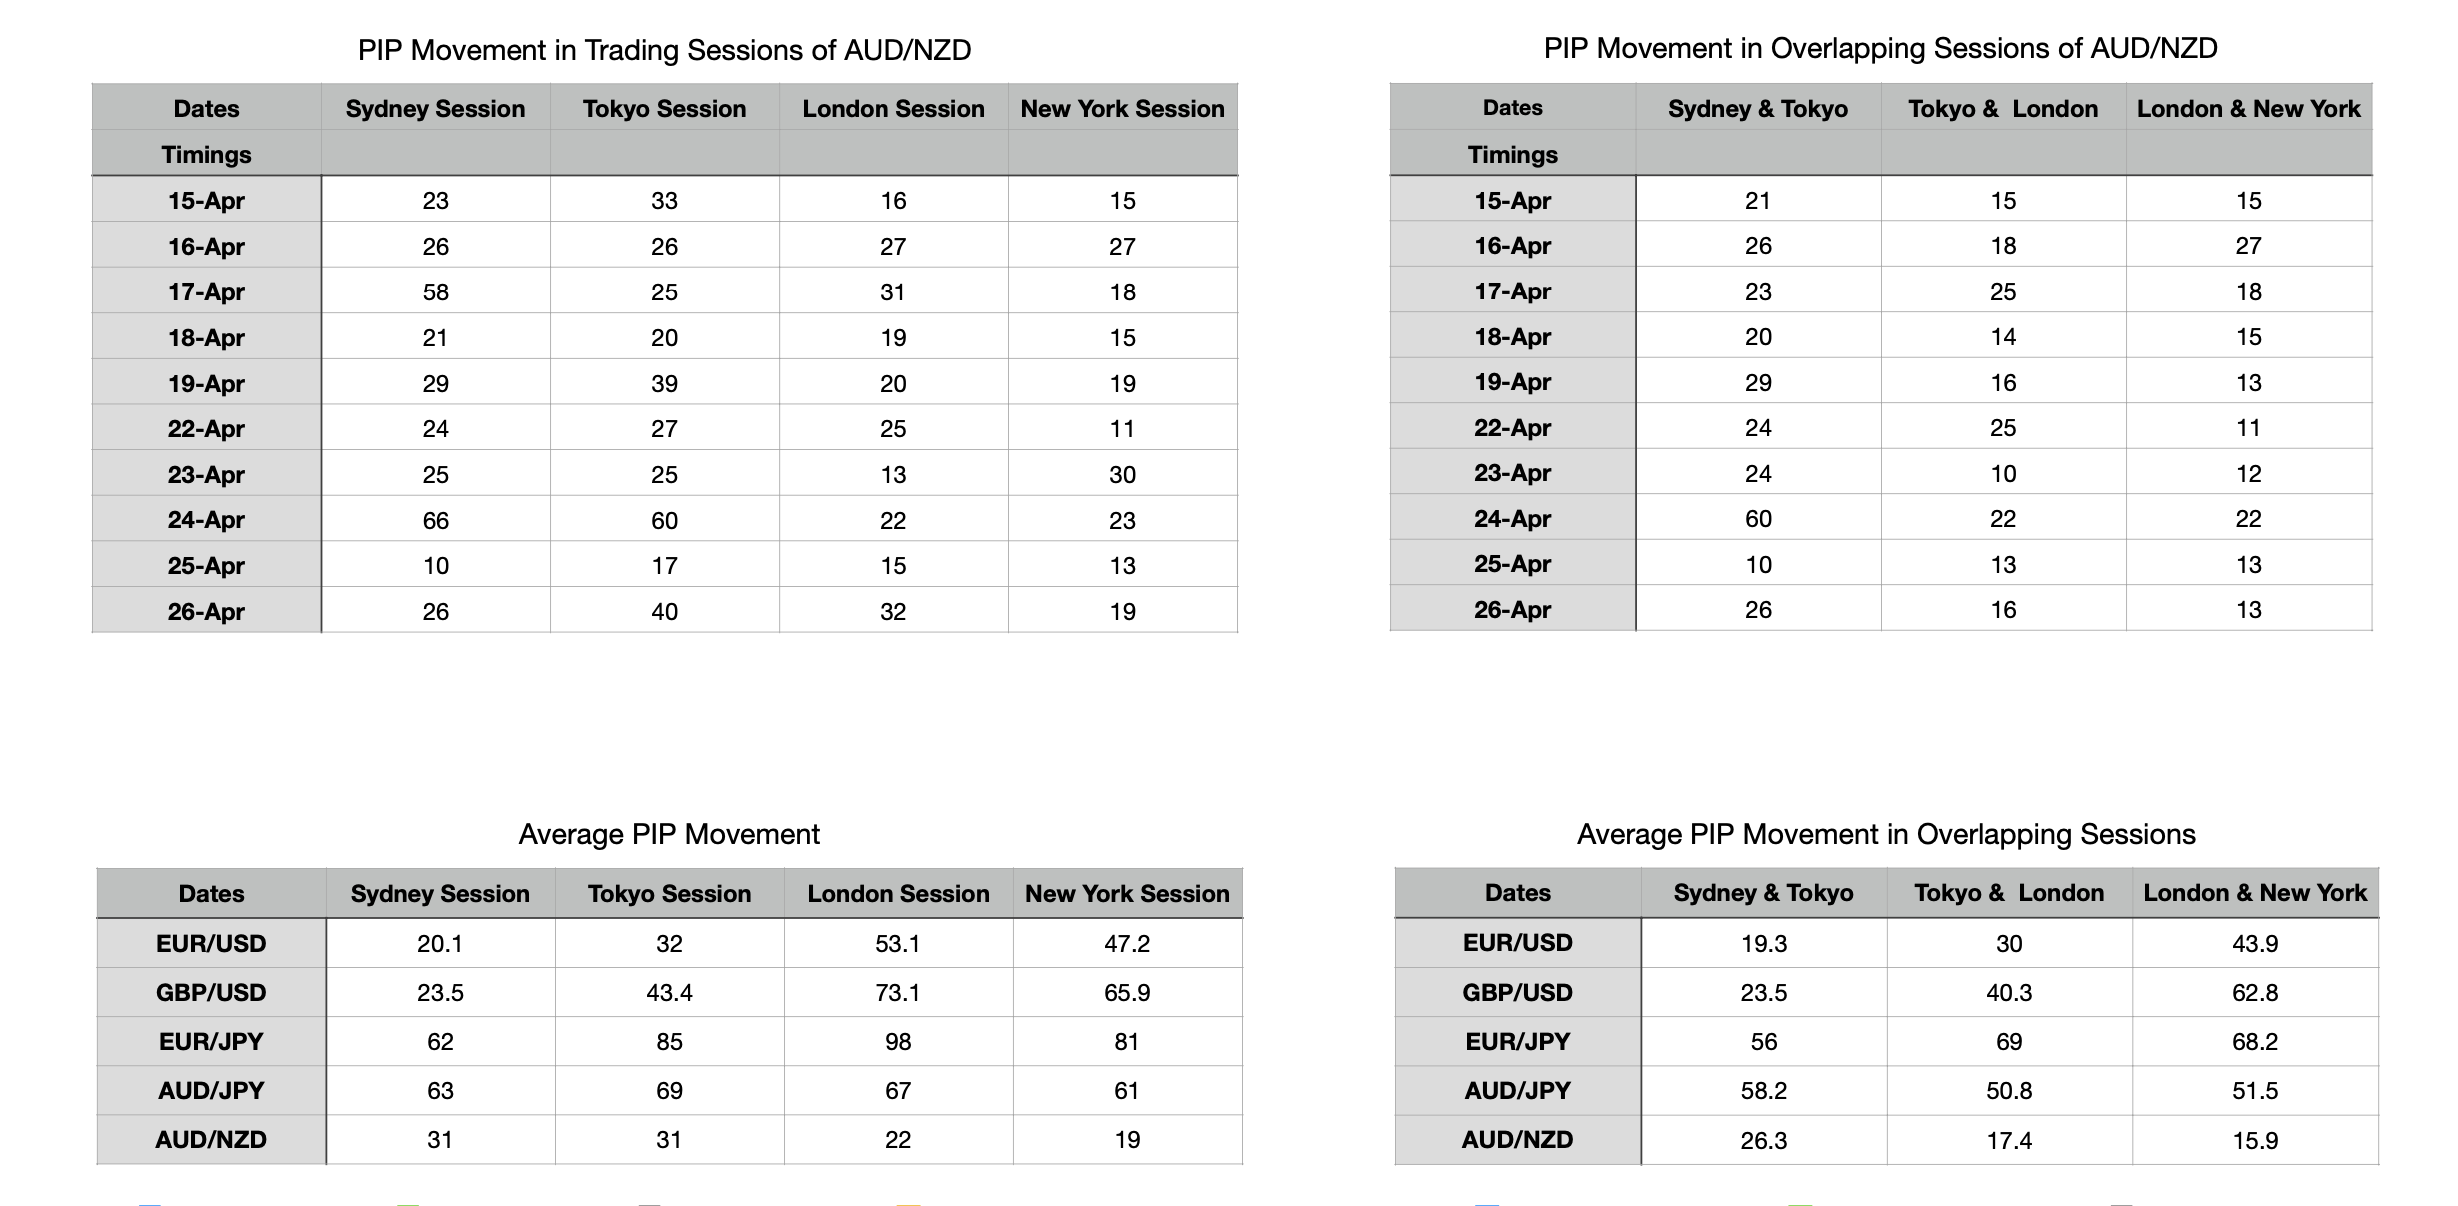 PIP Movement in Trading Sessions of AUD/NZD
Dates Sydney Session Tokyo Session London Session New York Session
Timings
15-Apr 23 33 16 15
16-Apr 26 26 27 27
17-Apr 58 25 31 18
18-Apr 21 20 19 15
19-Apr 29 39 20 19
22-Apr 24 27 25 11
23-Apr 25 25 13 30
24-Apr 66 60 22 23
25-Apr 10 17 15 13
26-Apr 26 40 32 19
PIP Movement in Overlapping Sessions of AUD/NZD
Dates Sydney & Tokyo Tokyo & London London & New York
Timings
15-Apr 21 15 15
16-Apr 26 18 27
17-Apr 23 25 18
18-Apr 20 14 15
19-Apr 29 16 13
22-Apr 24 25 11
23-Apr 24 10 12
24-Apr 60 22 22
25-Apr 10 13 13
26-Apr 26 16 13
Average PIP Movement
Dates Sydney Session Tokyo Session London Session New York Session
EUR/USD 20.1 32 53.1 47.2
GBP/USD 23.5 43.4 73.1 65.9
EUR/JPY 62 85 98 81
AUD/JPY 63 69 67 61
AUD/NZD 31 31 22 19
Average PIP Movement in Overlapping Sessions
Dates Sydney & Tokyo Tokyo & London London & New York
EUR/USD 19.3 30 43.9
GBP/USD 23.5 40.3 62.8
EUR/JPY 56 69 68.2
AUD/JPY 58.2 50.8 51.5
AUD/NZD 26.3 17.4 15.9